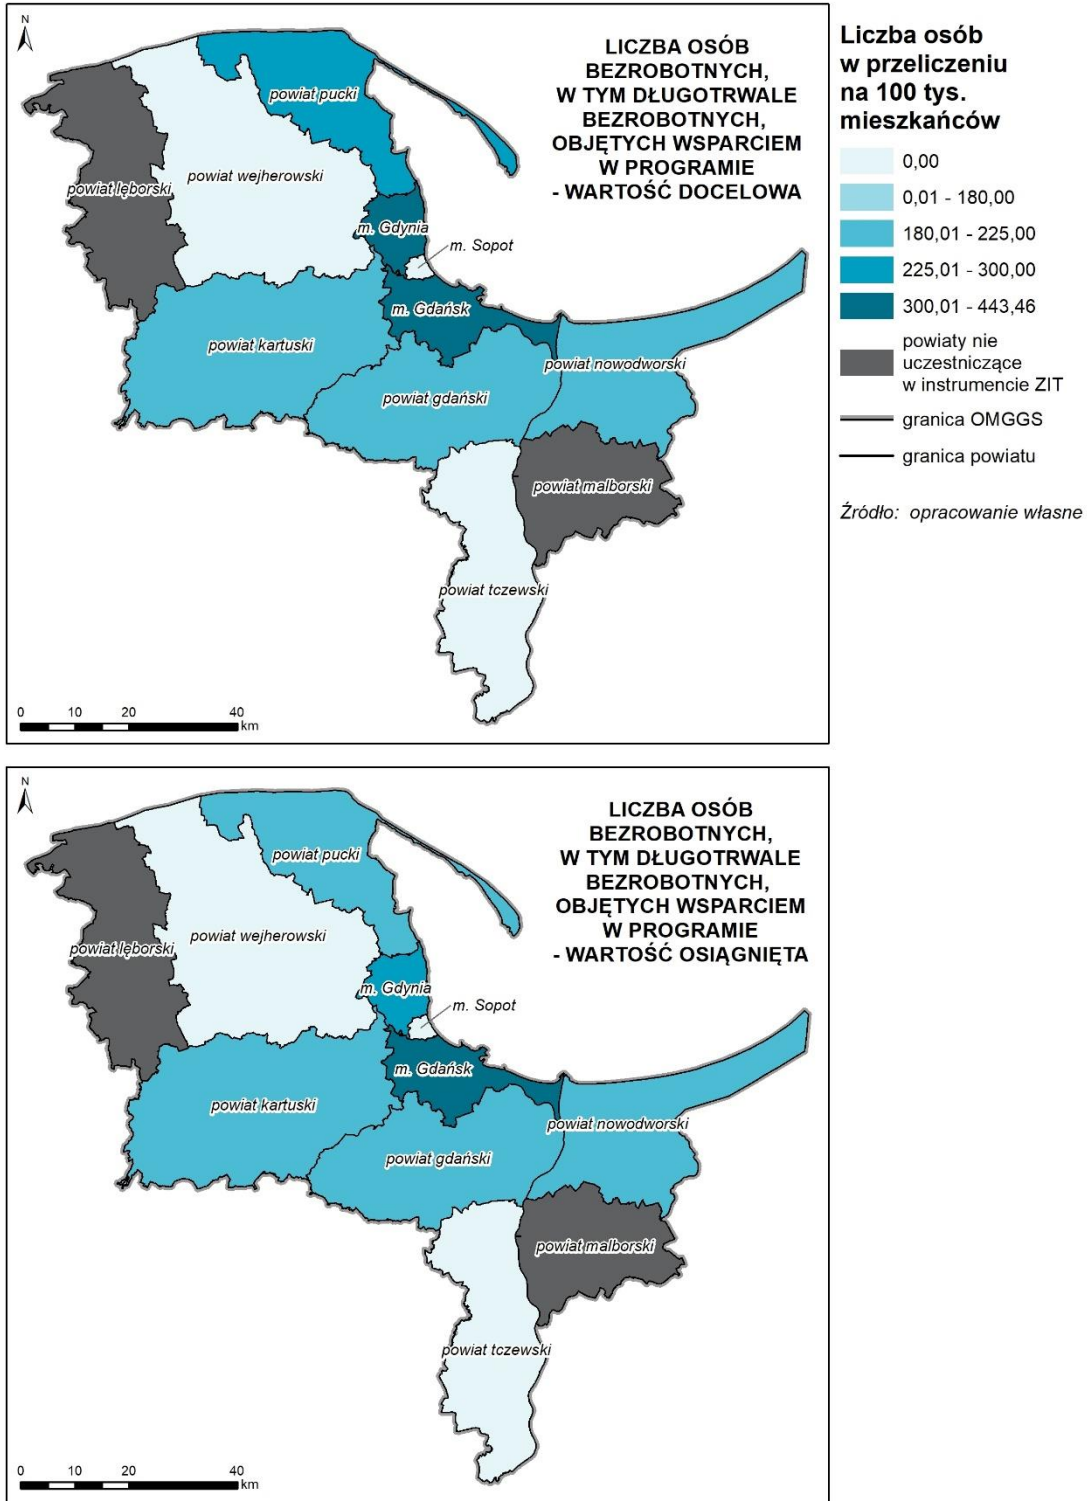 N
LICZBA OSÓB
BEZROBOTNYCH,
W TYM DŁUGOTRWALE
BEZROBOTNYCH,
OBJĘTYCH WSPARCIEM
W PROGRAMIE
- WARTOŚĆ DOCELOWA
powiat pucki
powiat wejherowski
powiat lęborski
m. Gdynia
m. Sopot
m. Gdańsk
powiat kartuski
powiat nowodworski
powiat gdański
powiat malborski
powiat tczewski
0 10 20 40
km
Liczba osób
w przeliczeniu
na 100 tys.
mieszkańców
0,00
0,01 - 180,00
180,01 - 225,00
225,01 - 300,00
300,01 - 443,46
powiaty nie
uczestniczące
w instrumencie ZIT
granica OMGGS
granica powiatu
Źródło: opracowanie własne
N
LICZBA OSÓB
BEZROBOTNYCH,
W TYM DŁUGOTRWALE
BEZROBOTNYCH,
OBJĘTYCH WSPARCIEM
W PROGRAMIE
- WARTOŚĆ OSIĄGNIĘTA
powiat pucki
powiat wejherowski
powiat lęborski
m. Gdynia
m. Sopot
m. Gdańsk
powiat kartuski
powiat nowodworski
powiat gdański
powiat malborski
powiat tczewski
0 10 20 40
km